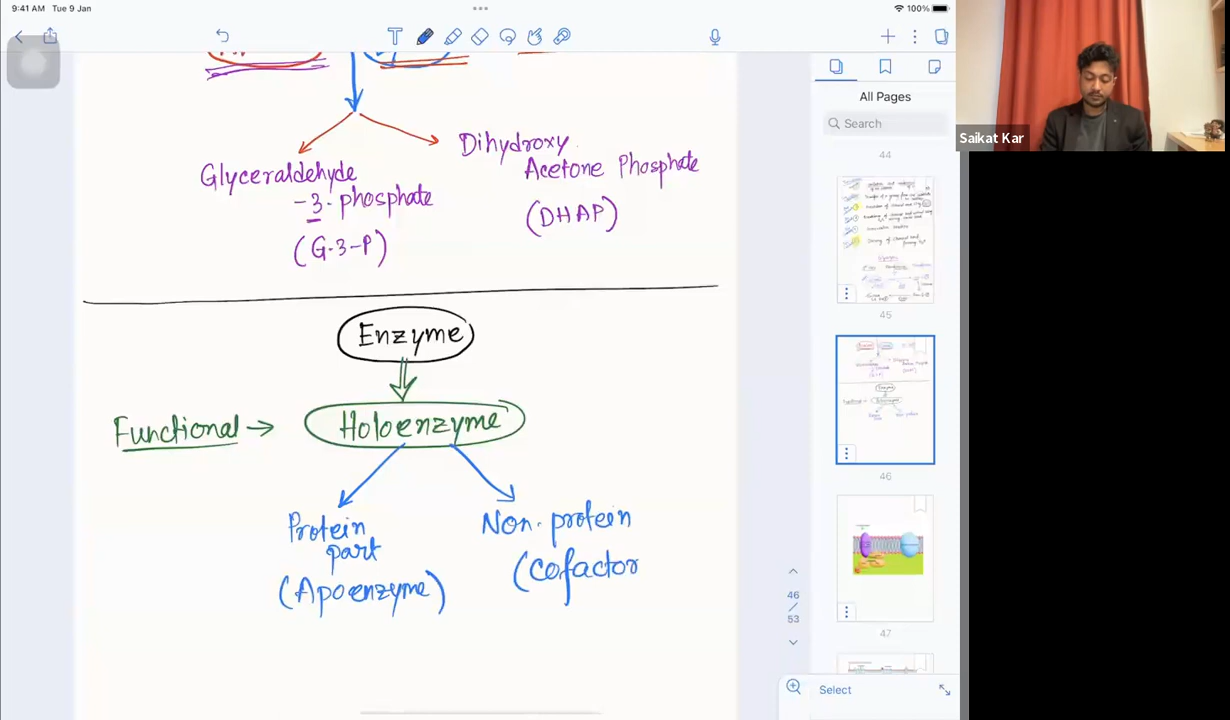 9:41 AM Tue 9 Jan
100%
All Pages
Search
Saikat Kar
Dihydroxy
Acetone Phosphate
(DHAP)
Glyceraldehyde
-3-phosphate
(G-3-P)
Enzyme
Functional → Holoenzyme
Protein
part
(Apoenzyme)
Non-protein
(Cofactor
44
45
46
47
46
/
53
Select